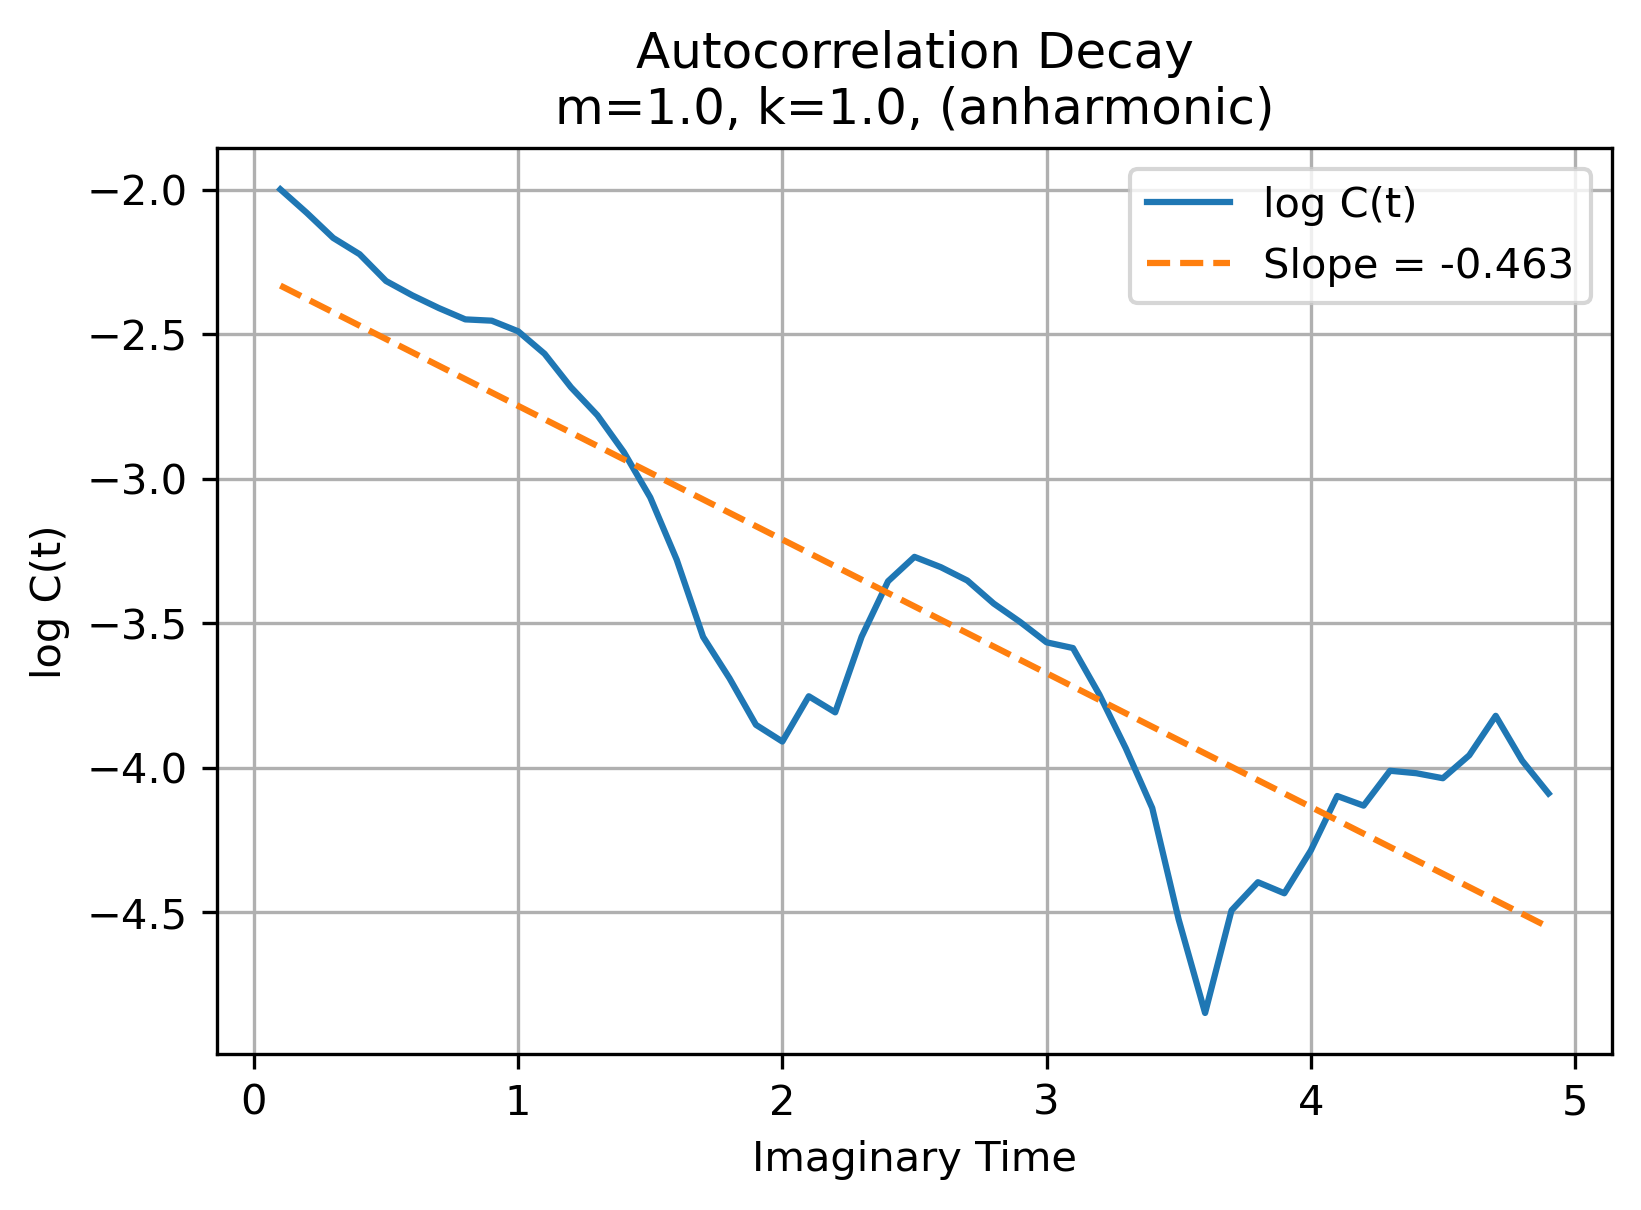 Autocorrelation Decay
m=1.0, k=1.0, (anharmonic)
log C(t)
Slope = -0.463
−2.0
−2.5
−3.0
−3.5
−4.0
−4.5
log C(t)
0 1 2 3 4 5
Imaginary Time